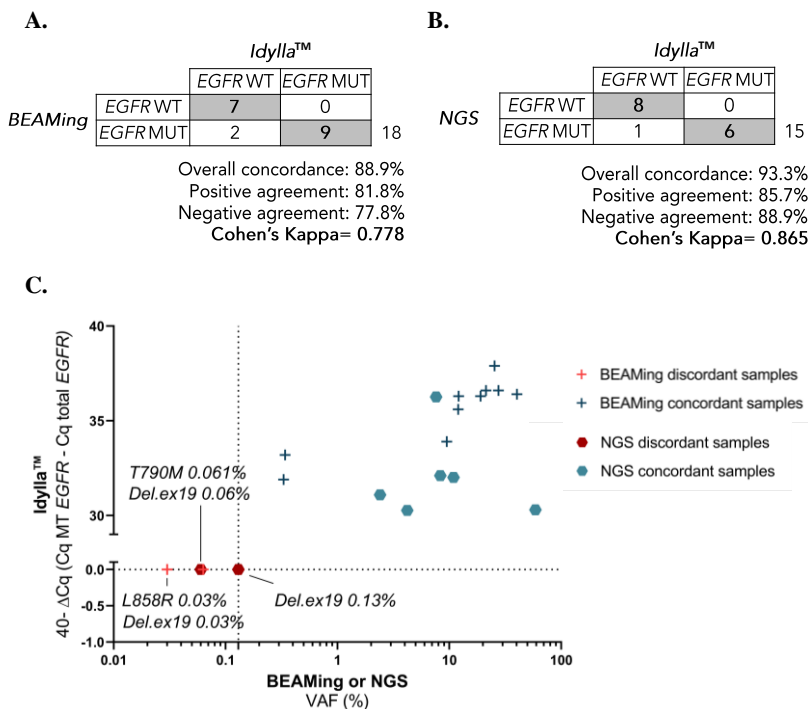 A.
Idylla™
EGFR WT EGFR MUT
BEAMing
EGFR WT 7 0
EGFR MUT 2 9 18
Overall concordance: 88.9%
Positive agreement: 81.8%
Negative agreement: 77.8%
Cohen's Kappa= 0.778
B.
Idylla™
EGFR WT EGFR MUT
NGS
EGFR WT 8 0
EGFR MUT 1 6 15
Overall concordance: 93.3%
Positive agreement: 85.7%
Negative agreement: 88.9%
Cohen's Kappa= 0.865
C.
Idylla™
40- ΔCq (Cq MT EGFR - Cq total EGFR)
40
35
30
0.0
-0.5
-1.0
T790M 0.061%
Del.ex19 0.06%
L858R 0.03%
Del.ex19 0.03%
Del.ex19 0.13%
0.01 0.1 1 10 100
BEAMing or NGS
VAF (%)
BEAMing discordant samples
BEAMing concordant samples
NGS discordant samples
NGS concordant samples